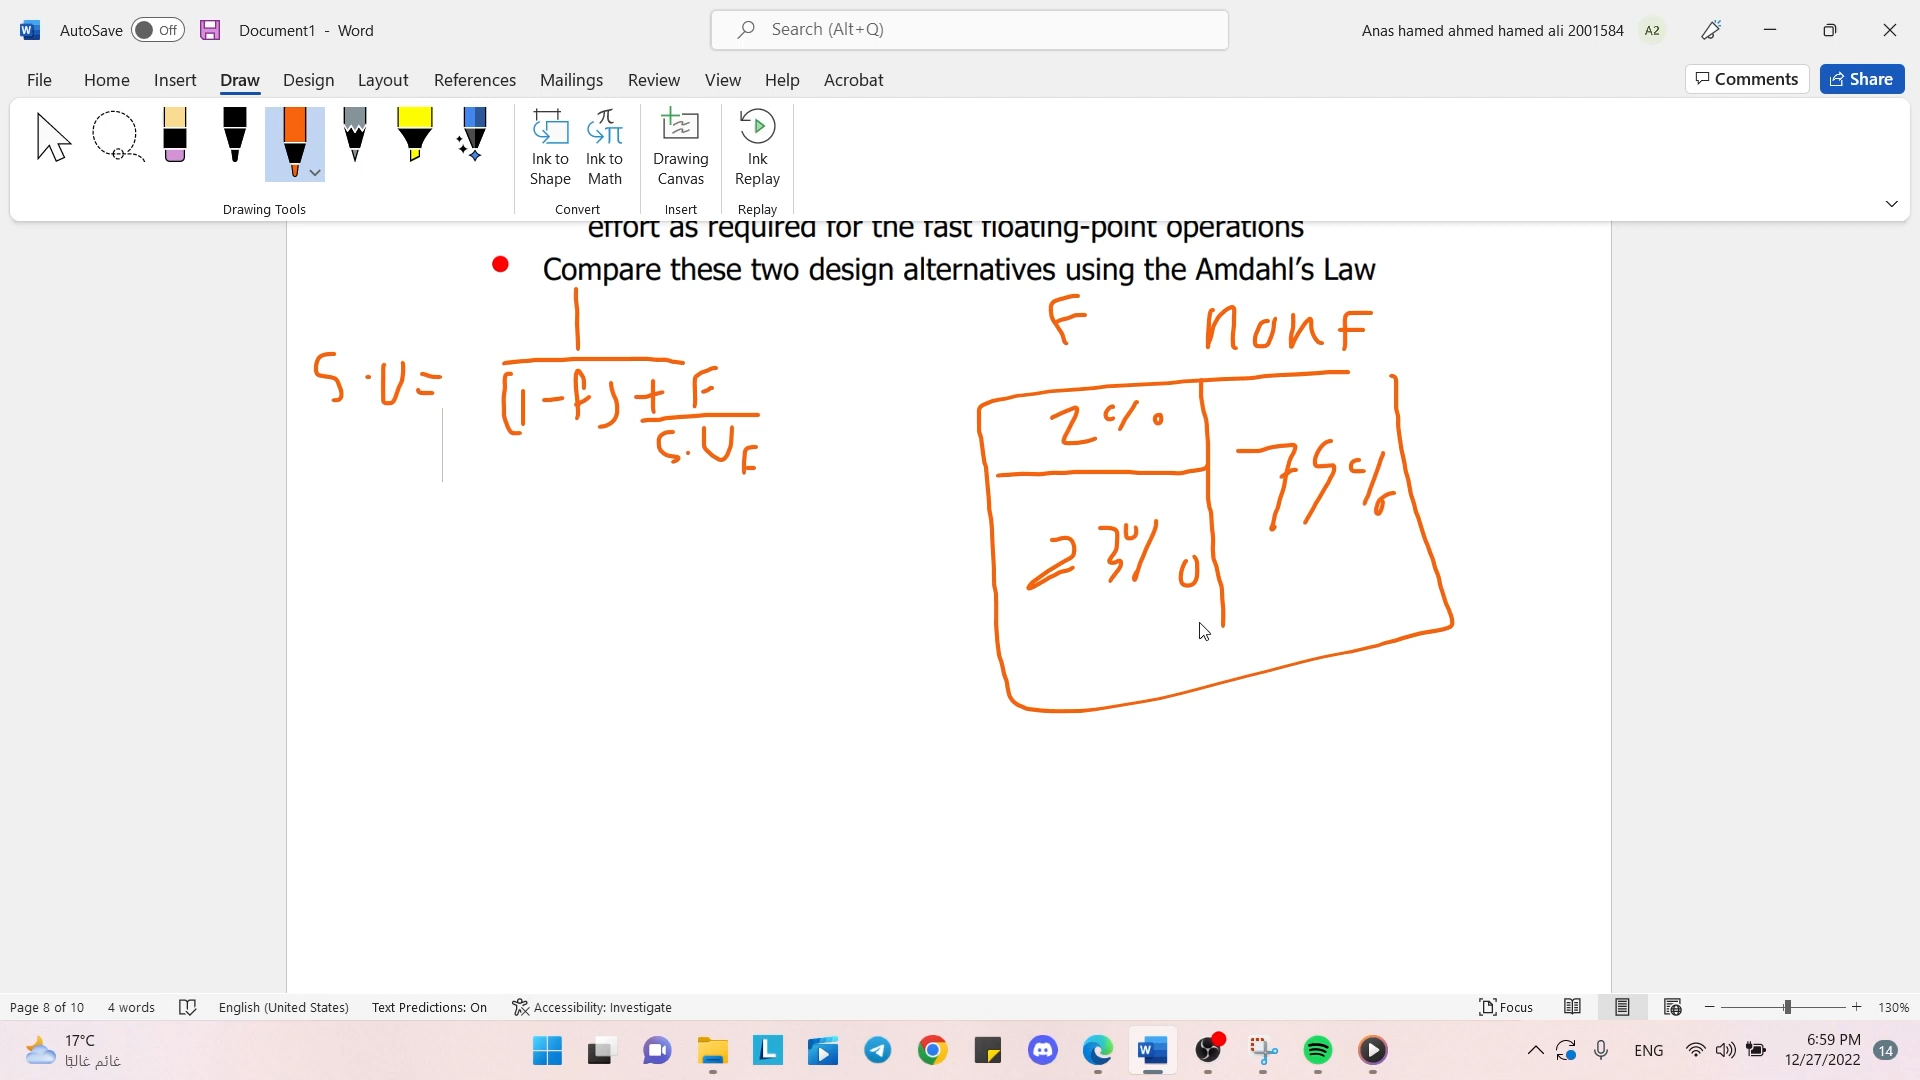 AutoSave Off Document1 - Word Search (Alt+Q) Anas hamed ahmed hamed ali 2001584 A2
File Home Insert Draw Design Layout References Mailings Review View Help Acrobat Comments Share
Ink to Shape Ink to Math Drawing Canvas Ink Replay
Drawing Tools Convert Insert Replay
effort as required for the fast floating-point operations
Compare these two design alternatives using the Amdahl's Law
F non F
1
S.U= (1-f) + F
S.U F
2%
75%
23%
Page 8 of 10 4 words English (United States) Text Predictions: On Accessibility: Investigate Focus 130%
17°C
غائم غالبًا
ENG
6:59 PM
12/27/2022
14